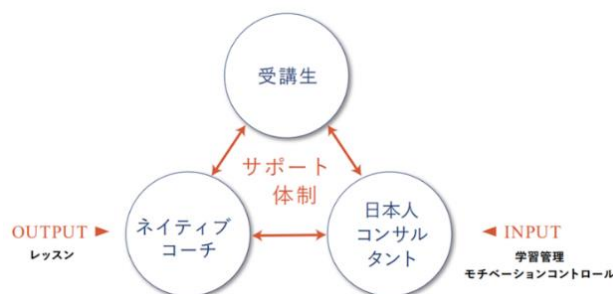 受講生
サポート
体制
ネイティブ
コーチ
日本人
コンサル
タント
OUTPUT ►
レッスン
◄ INPUT
学習管理
モチベーションコントロール